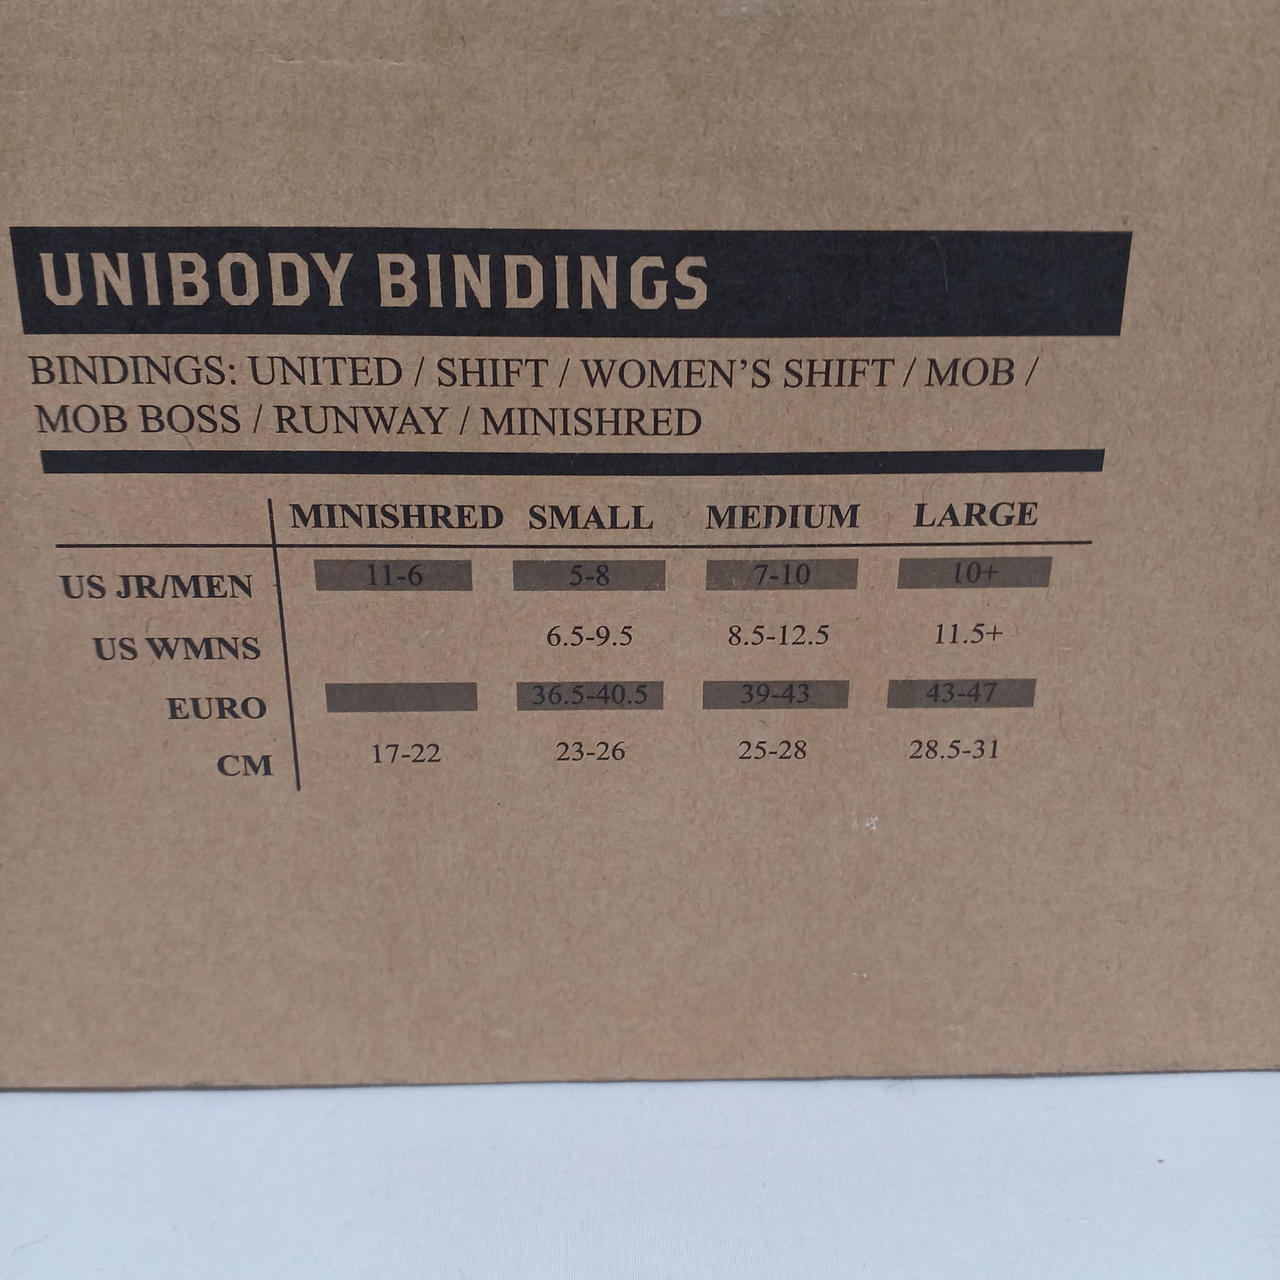 UNIBODY BINDINGS
BINDINGS: UNITED / SHIFT / WOMEN'S SHIFT / MOB /
MOB BOSS / RUNWAY / MINISHRED
MINISHRED SMALL MEDIUM LARGE
US JR/MEN 11-6 5-8 7-10 10+
US WMNS 6.5-9.5 8.5-12.5 11.5+
EURO 36.5-40.5 39-43 43-47
CM 17-22 23-26 25-28 28.5-31